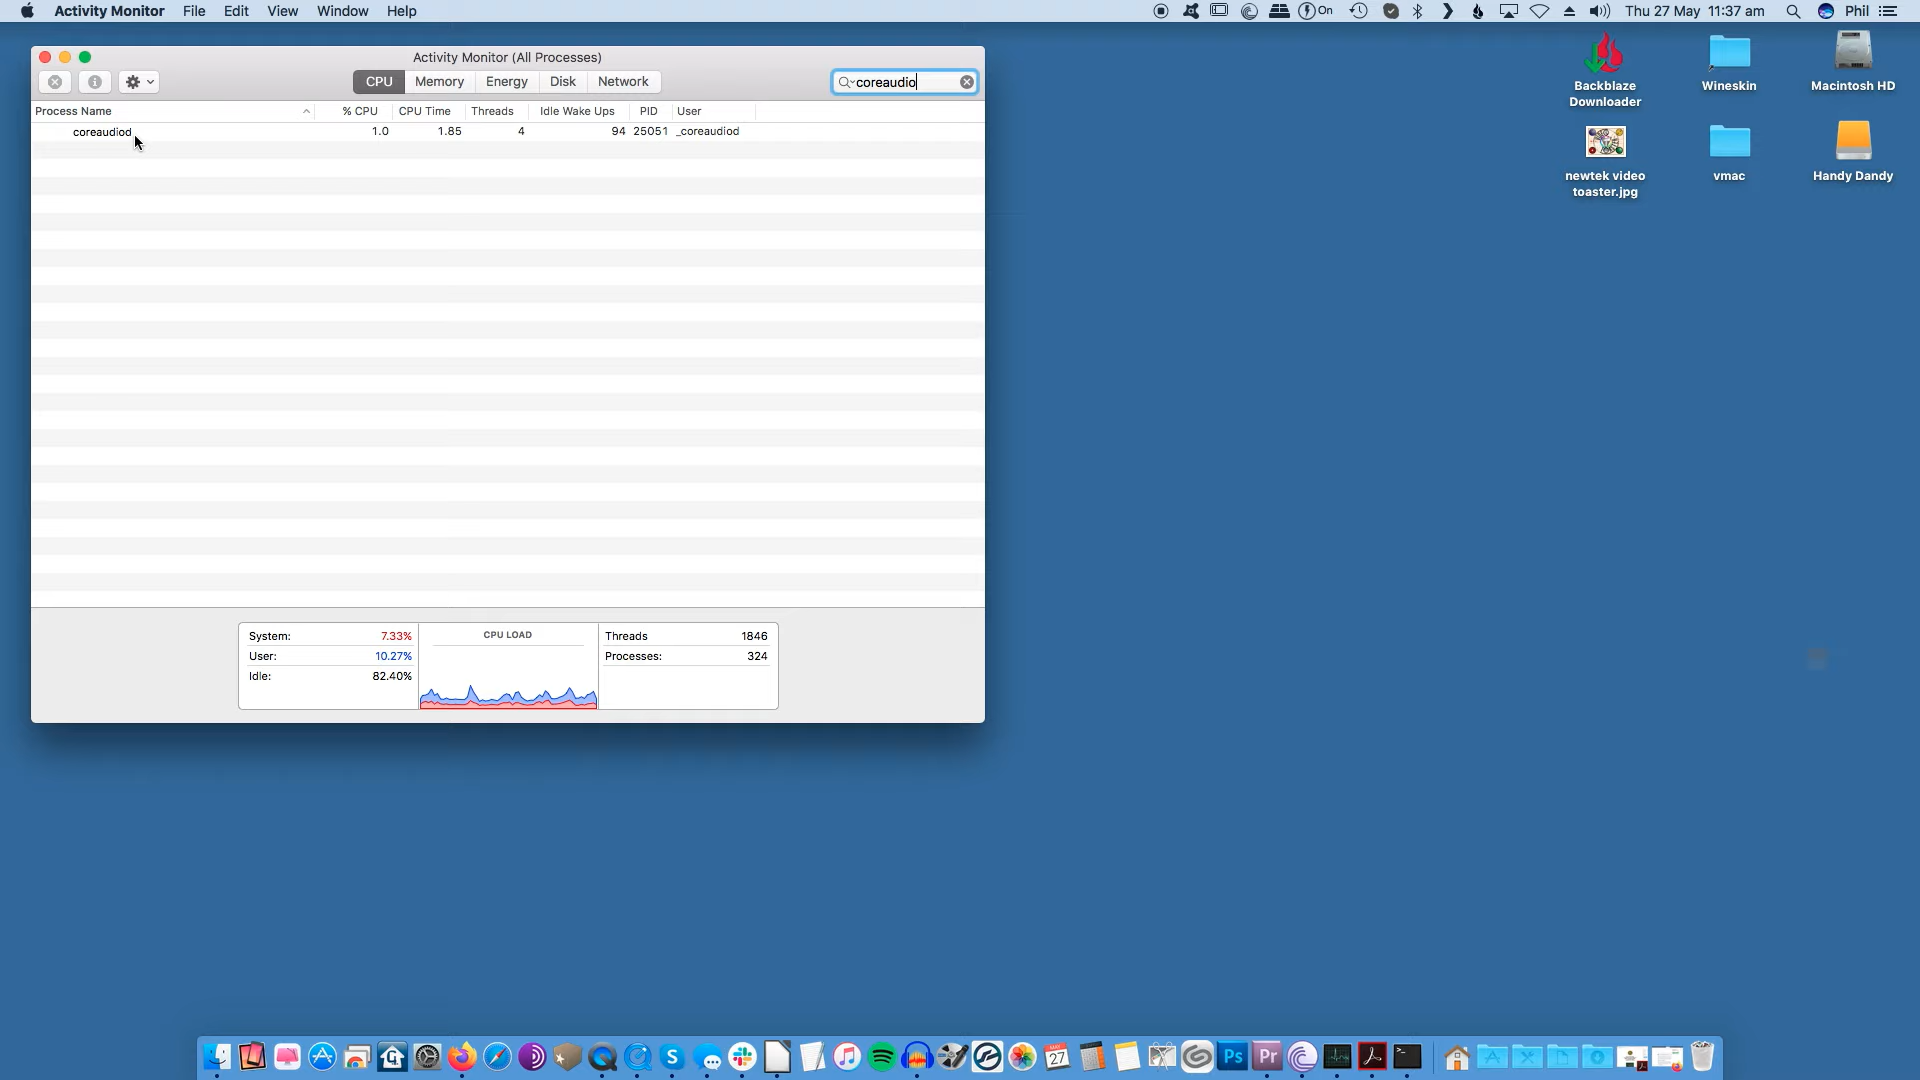 Activity Monitor File Edit View Window Help
On
Thu 27 May 11:37 am
Phil
Activity Monitor (All Processes)
CPU Memory Energy Disk Network
coreaudio
Process Name % CPU CPU Time Threads Idle Wake Ups PID User
coreaudiod 1.0 1.85 4 94 25051 _coreaudiod
System: 7.33%
User: 10.27%
Idle: 82.40%
CPU LOAD
Threads 1846
Processes: 324
Backblaze
Downloader
Wineskin
Macintosh HD
newtek video
toaster.jpg
vmac
Handy Dandy
27
Ps
Pr